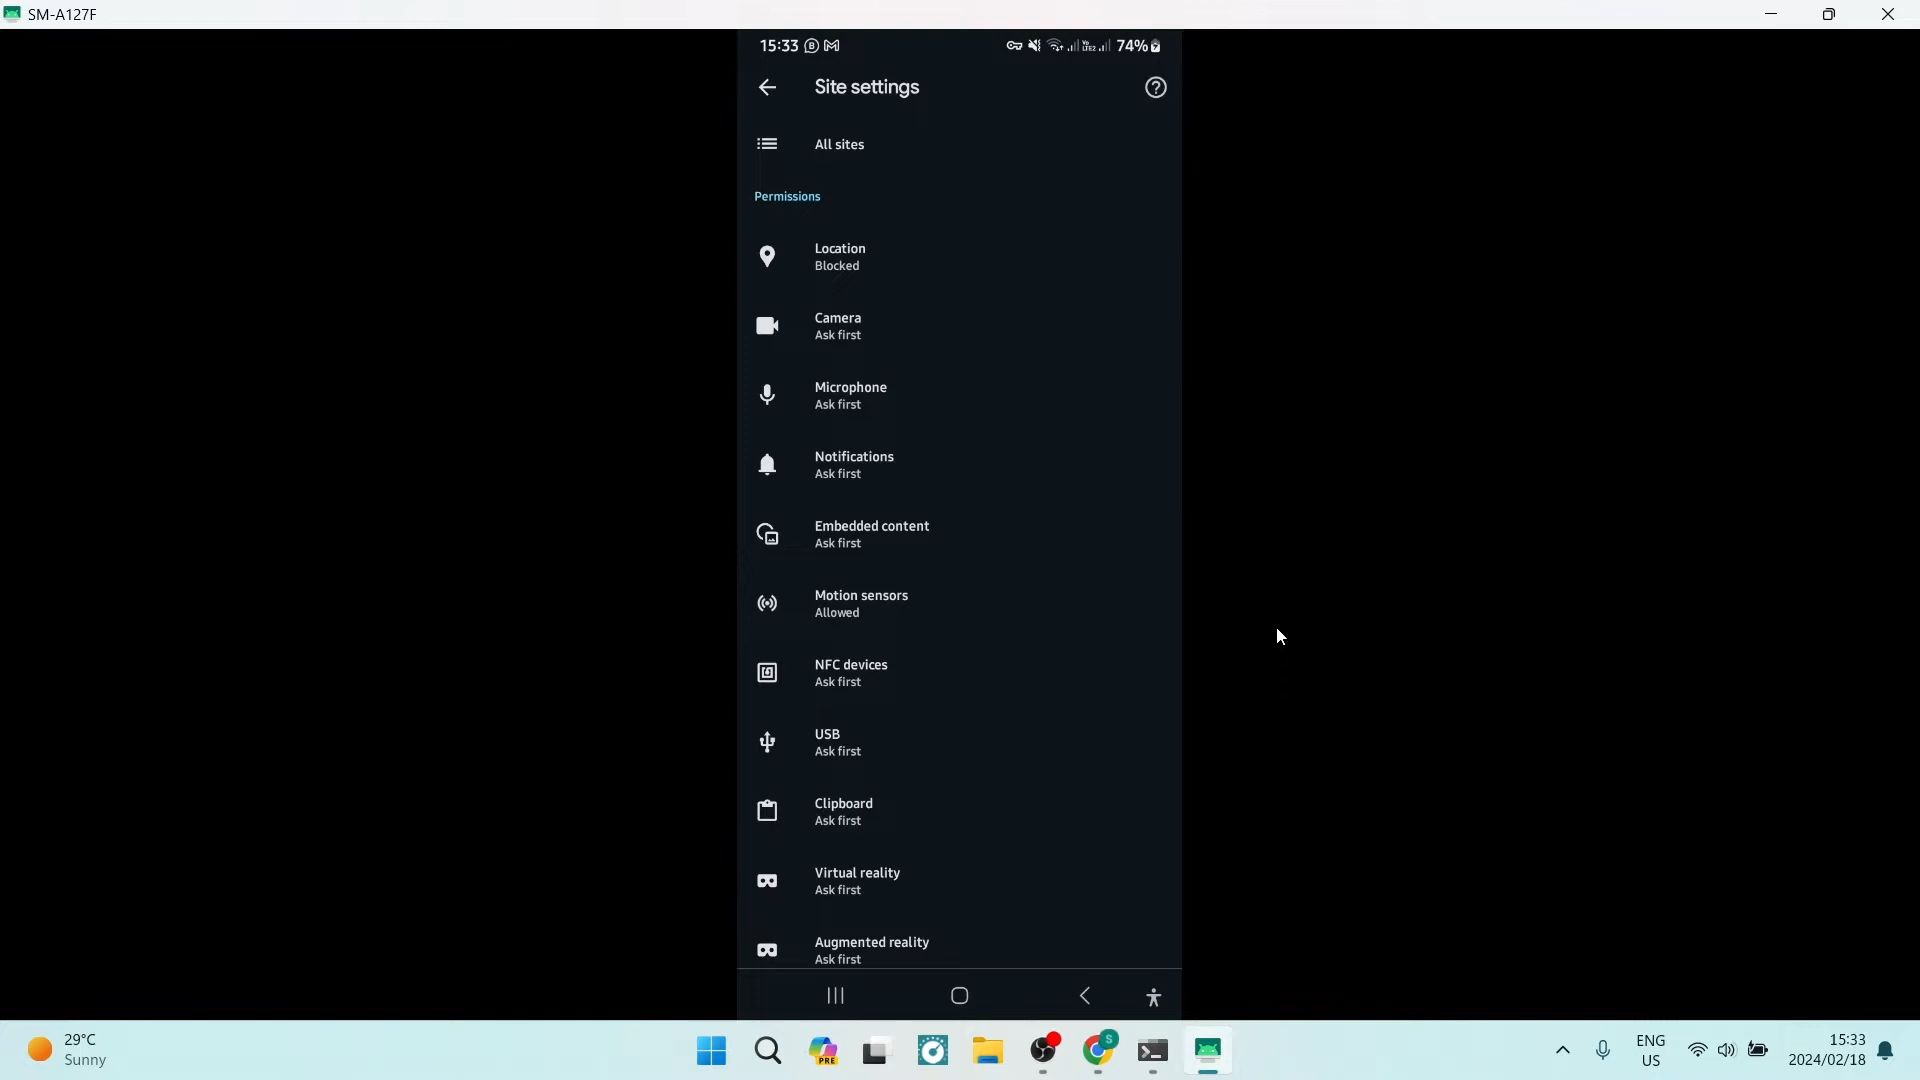 SM-A127F
15:33
74%
Site settings
All sites
Permissions
Location
Blocked
Camera
Ask first
Microphone
Ask first
Notifications
Ask first
Embedded content
Ask first
Motion sensors
Allowed
NFC devices
Ask first
USB
Ask first
Clipboard
Ask first
Virtual reality
Ask first
Augmented reality
Ask first
29°C
Sunny
PRE
S
ENG
US
15:33
2024/02/18